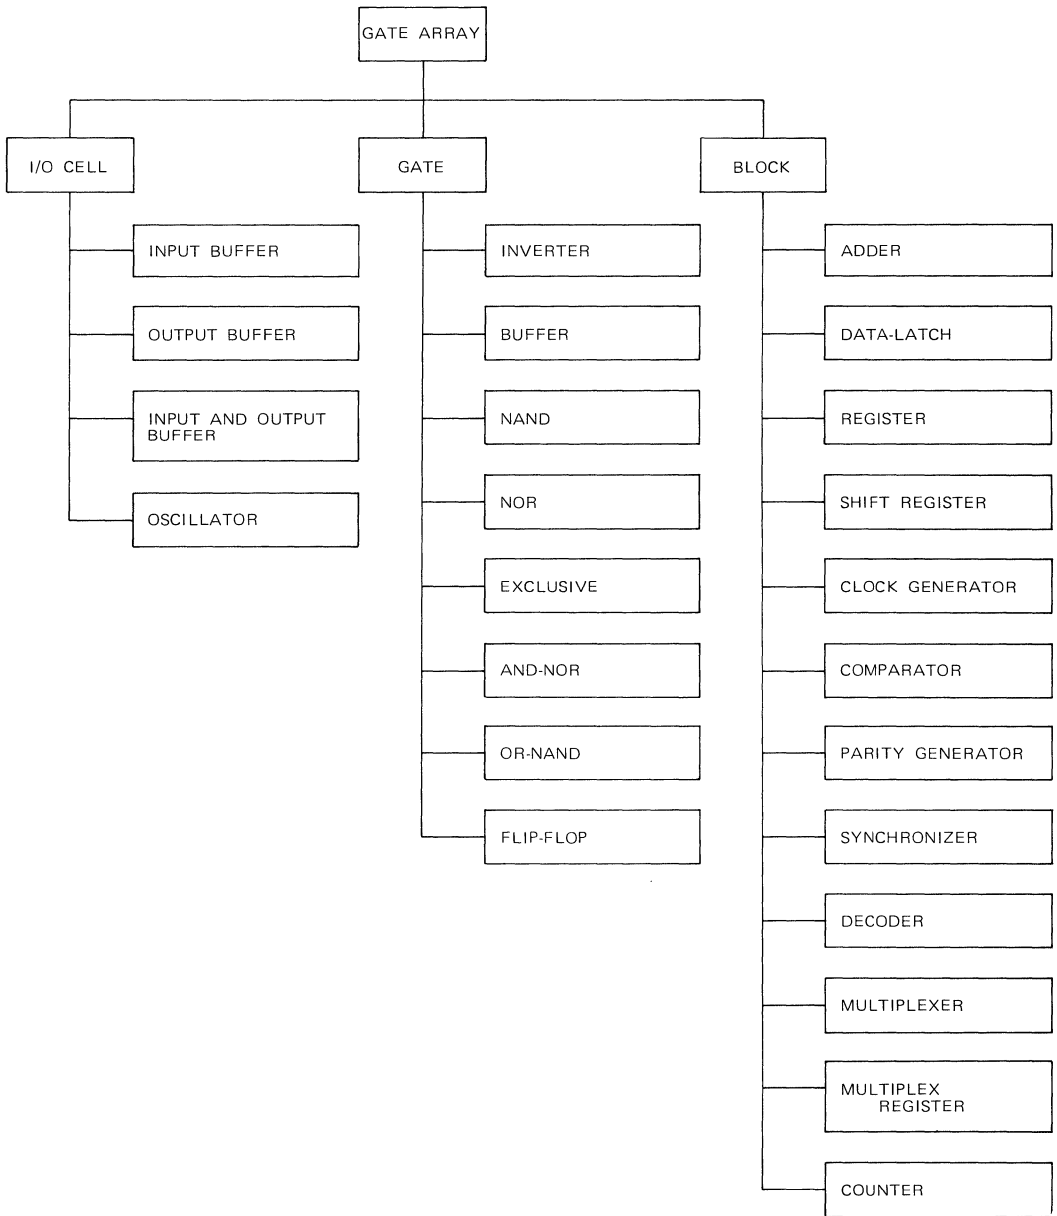 GATE ARRAY
I/O CELL
INPUT BUFFER
OUTPUT BUFFER
INPUT AND OUTPUT
BUFFER
OSCILLATOR
GATE
INVERTER
BUFFER
NAND
NOR
EXCLUSIVE
AND-NOR
OR-NAND
FLIP-FLOP
BLOCK
ADDER
DATA-LATCH
REGISTER
SHIFT REGISTER
CLOCK GENERATOR
COMPARATOR
PARITY GENERATOR
SYNCHRONIZER
DECODER
MULTIPLEXER
MULTIPLEX
REGISTER
COUNTER